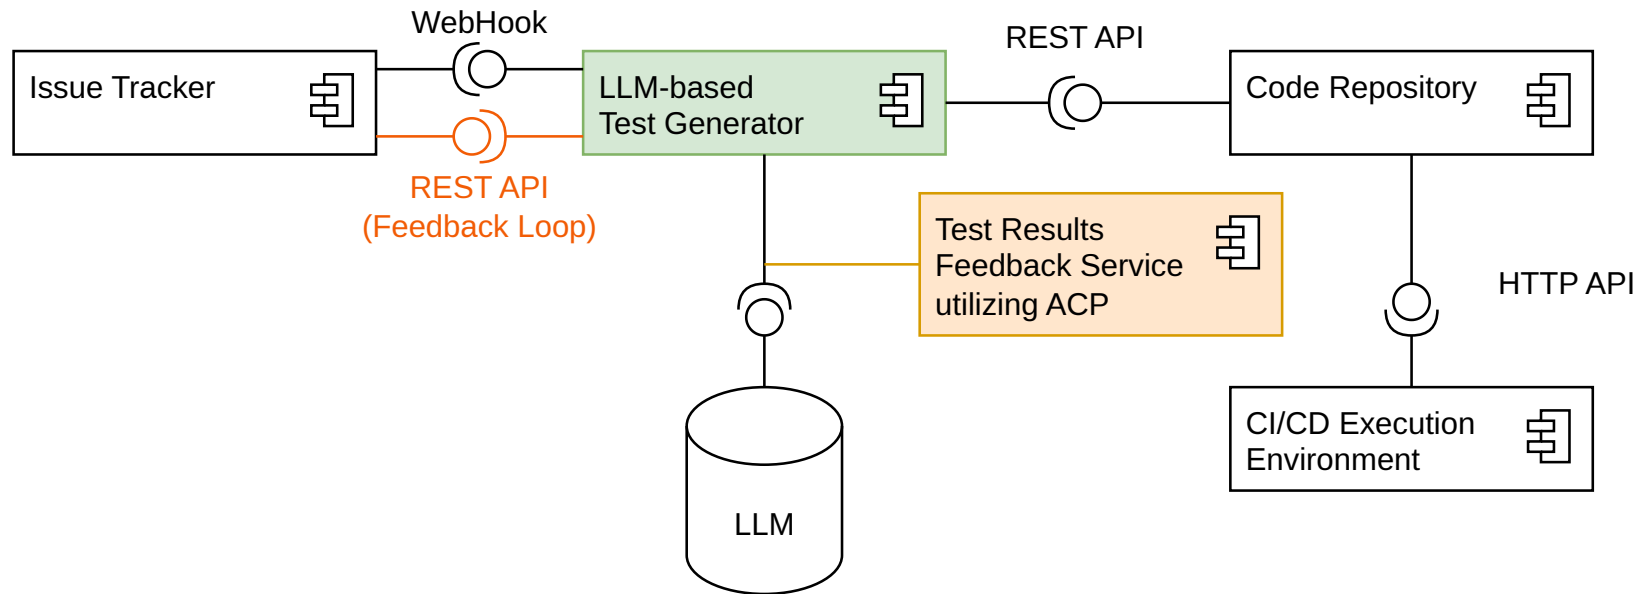 WebHook
REST API
Issue Tracker
LLM-based
Test Generator
Code Repository
REST API
(Feedback Loop)
Test Results
Feedback Service
utilizing ACP
HTTP API
CI/CD Execution
Environment
LLM